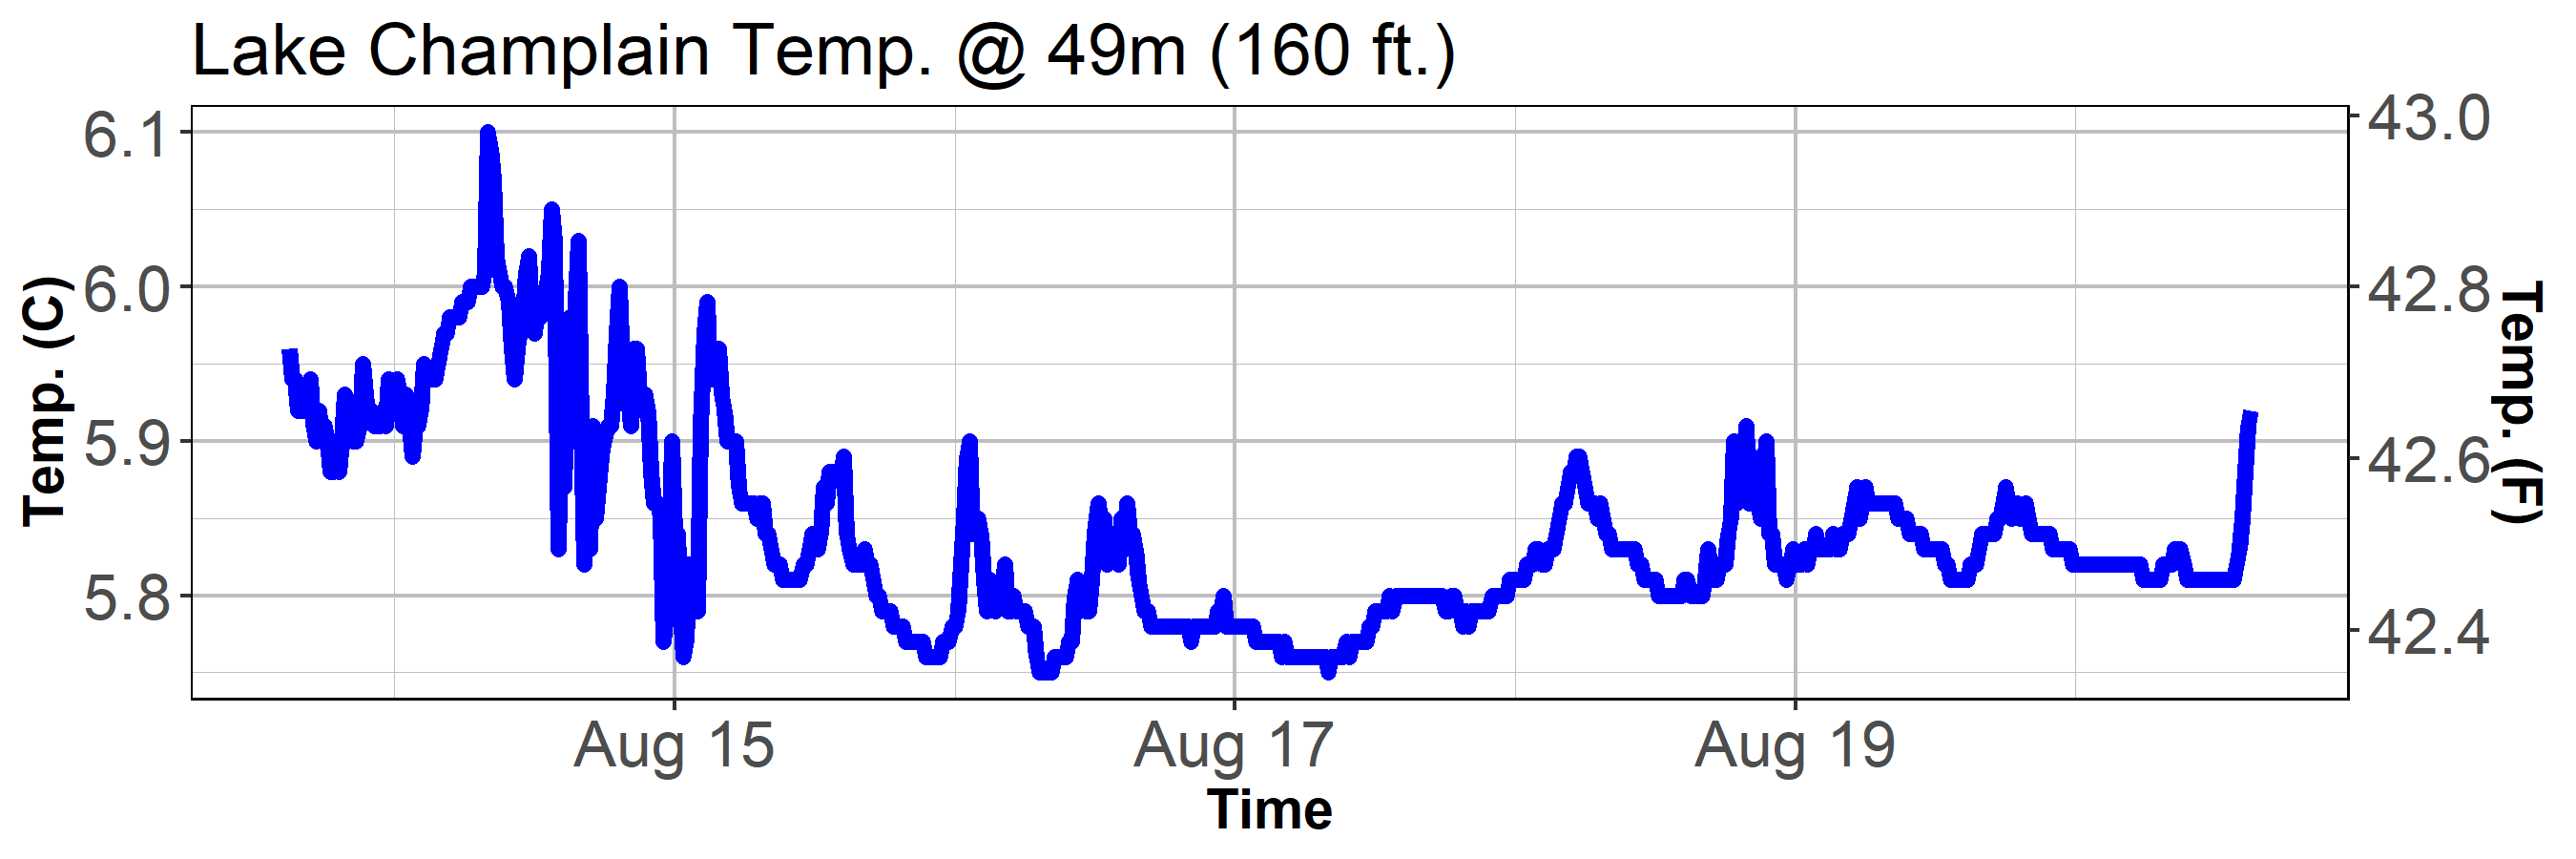 Lake Champlain Temp. @ 49m (160 ft.)
Temp. (C)
6.1
6.0
5.9
5.8
43.0
42.8
42.6
42.4
Temp. (F)
Aug 15 Aug 17 Aug 19
Time